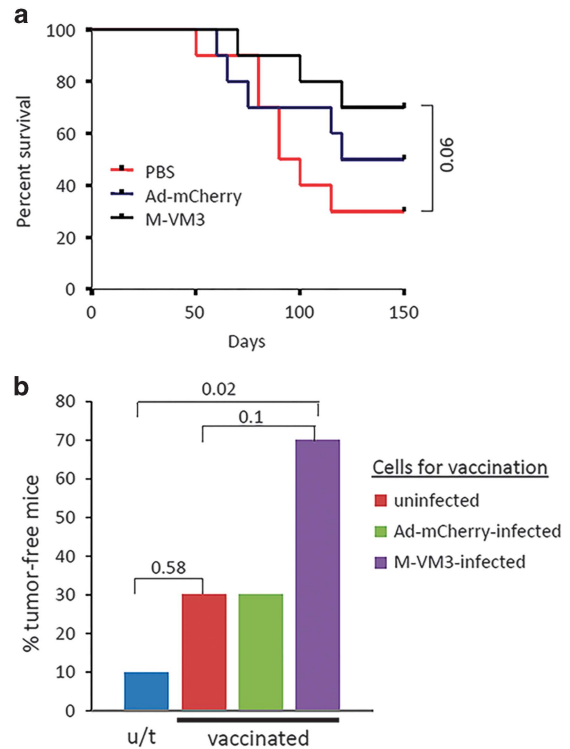 a
Percent survival
100
80
60
40
20
0
PBS
Ad-mCherry
M-VM3
0.06
0 50 100 150
Days
b
% tumor-free mice
80
70
60
50
40
30
20
10
0
0.02
0.1
0.58
Cells for vaccination
uninfected
Ad-mCherry-infected
M-VM3-infected
u/t
vaccinated